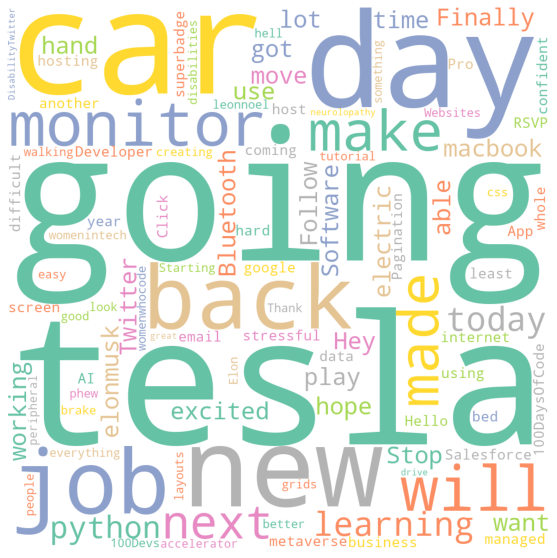 car
day
going
tesla
monitor
back
new
job
will
make
made
next
today
learning
python
macbook
elonmusk
electric
Software
Bluetooth
Twitter
Follow
Finally
lot
time
hand
got
move
use
able
working
excited
hope
play
Hey
Stop
want
Developer
superbadge
disabilities
DisabilityTwitter
hosting
another
hell
leonnoel
host
neurolopathy
something
Pro
Websites
confident
RSVP
walking
creating
coming
tutorial
difficult
year
womenintech
Click
hard
Pagination
css
App
whole
least
easy
screen
good
look
womenwhocode
Starting
google
Thank
great
email
stressful
Elon
data
internet
using
Hello
bed
100DaysOfCode
AI
phew
brake
peripheral
everything
people
layouts
grids
drive
Salesforce
100Devs
accelerator
better
metaverse
business
managed